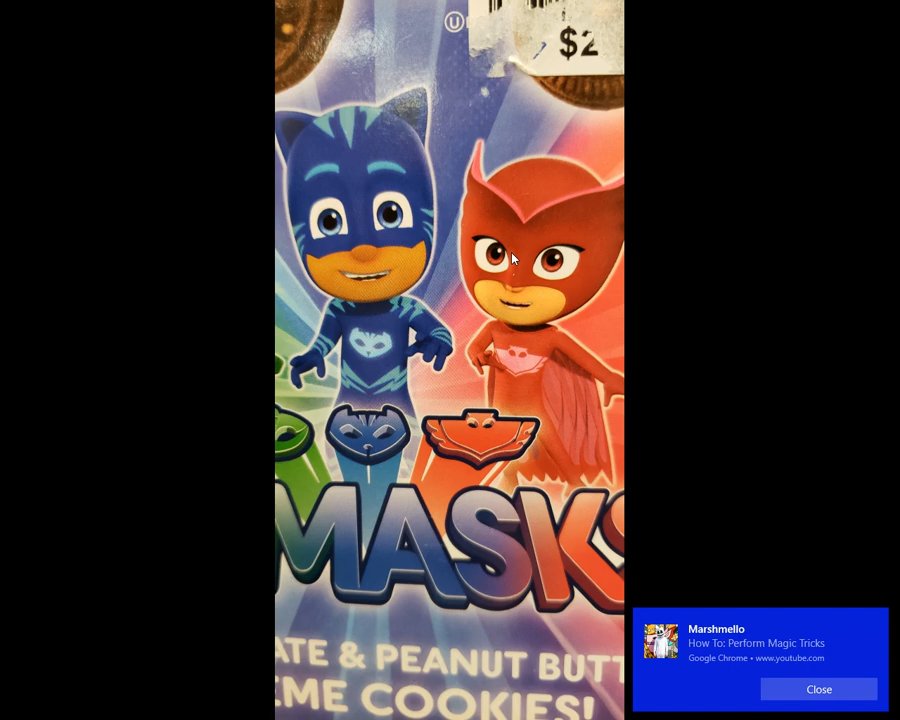 Ⓤ
$2
MASKS
ATE & PEANUT BUTT
EME COOKIES!
Marshmello
How To: Perform Magic Tricks
Google Chrome • www.youtube.com
Close